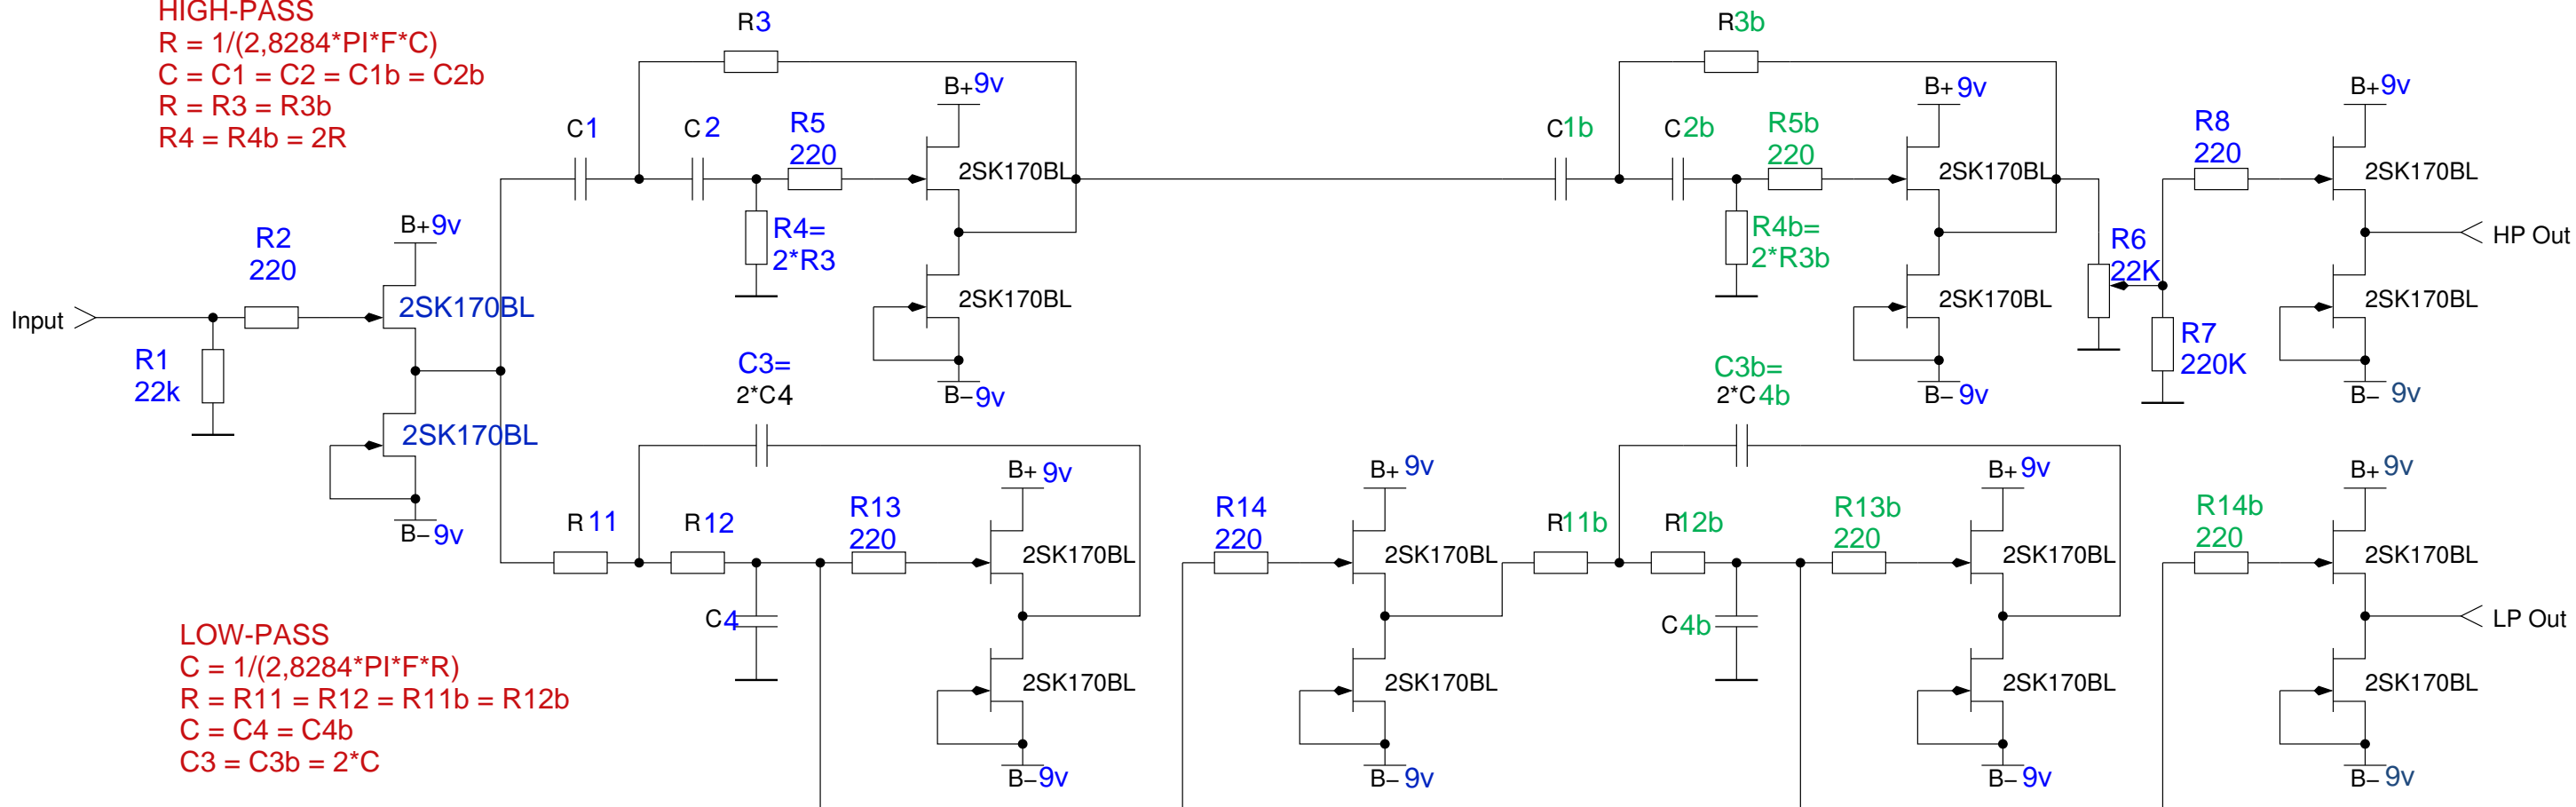 HIGH-PASS
R = 1/(2,8284*PI*F*C)
C = C1 = C2 = C1b = C2b
R = R3 = R3b
R4 = R4b = 2R
R3
B+9v
C1
C2
R5
220
2SK170BL
R4=
2*R3
2SK170BL
B–9v
R3b
B+9v
C1b
C2b
R5b
220
2SK170BL
R4b=
2*R3b
2SK170BL
B– 9v
R6
22K
R7
220K
R8
220
B+9v
2SK170BL
HP Out
2SK170BL
B– 9v
Input
R1
22k
R2
220
B+9v
2SK170BL
2SK170BL
B–9v
C3=
2*C4
B+ 9v
R11
R12
R13
220
2SK170BL
C4
2SK170BL
B–9v
R14
220
B+ 9v
2SK170BL
2SK170BL
B–9v
C3b=
2*C4b
B+9v
R11b
R12b
R13b
220
2SK170BL
C4b
2SK170BL
B–9v
R14b
220
B+ 9v
2SK170BL
LP Out
2SK170BL
B– 9v
LOW-PASS
C = 1/(2,8284*PI*F*R)
R = R11 = R12 = R11b = R12b
C = C4 = C4b
C3 = C3b = 2*C